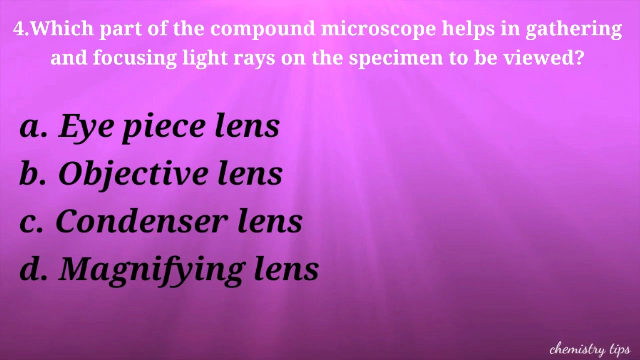 4.Which part of the compound microscope helps in gathering
and focusing light rays on the specimen to be viewed?
a. Eye piece lens
b. Objective lens
c. Condenser lens
d. Magnifying lens
chemistry tips